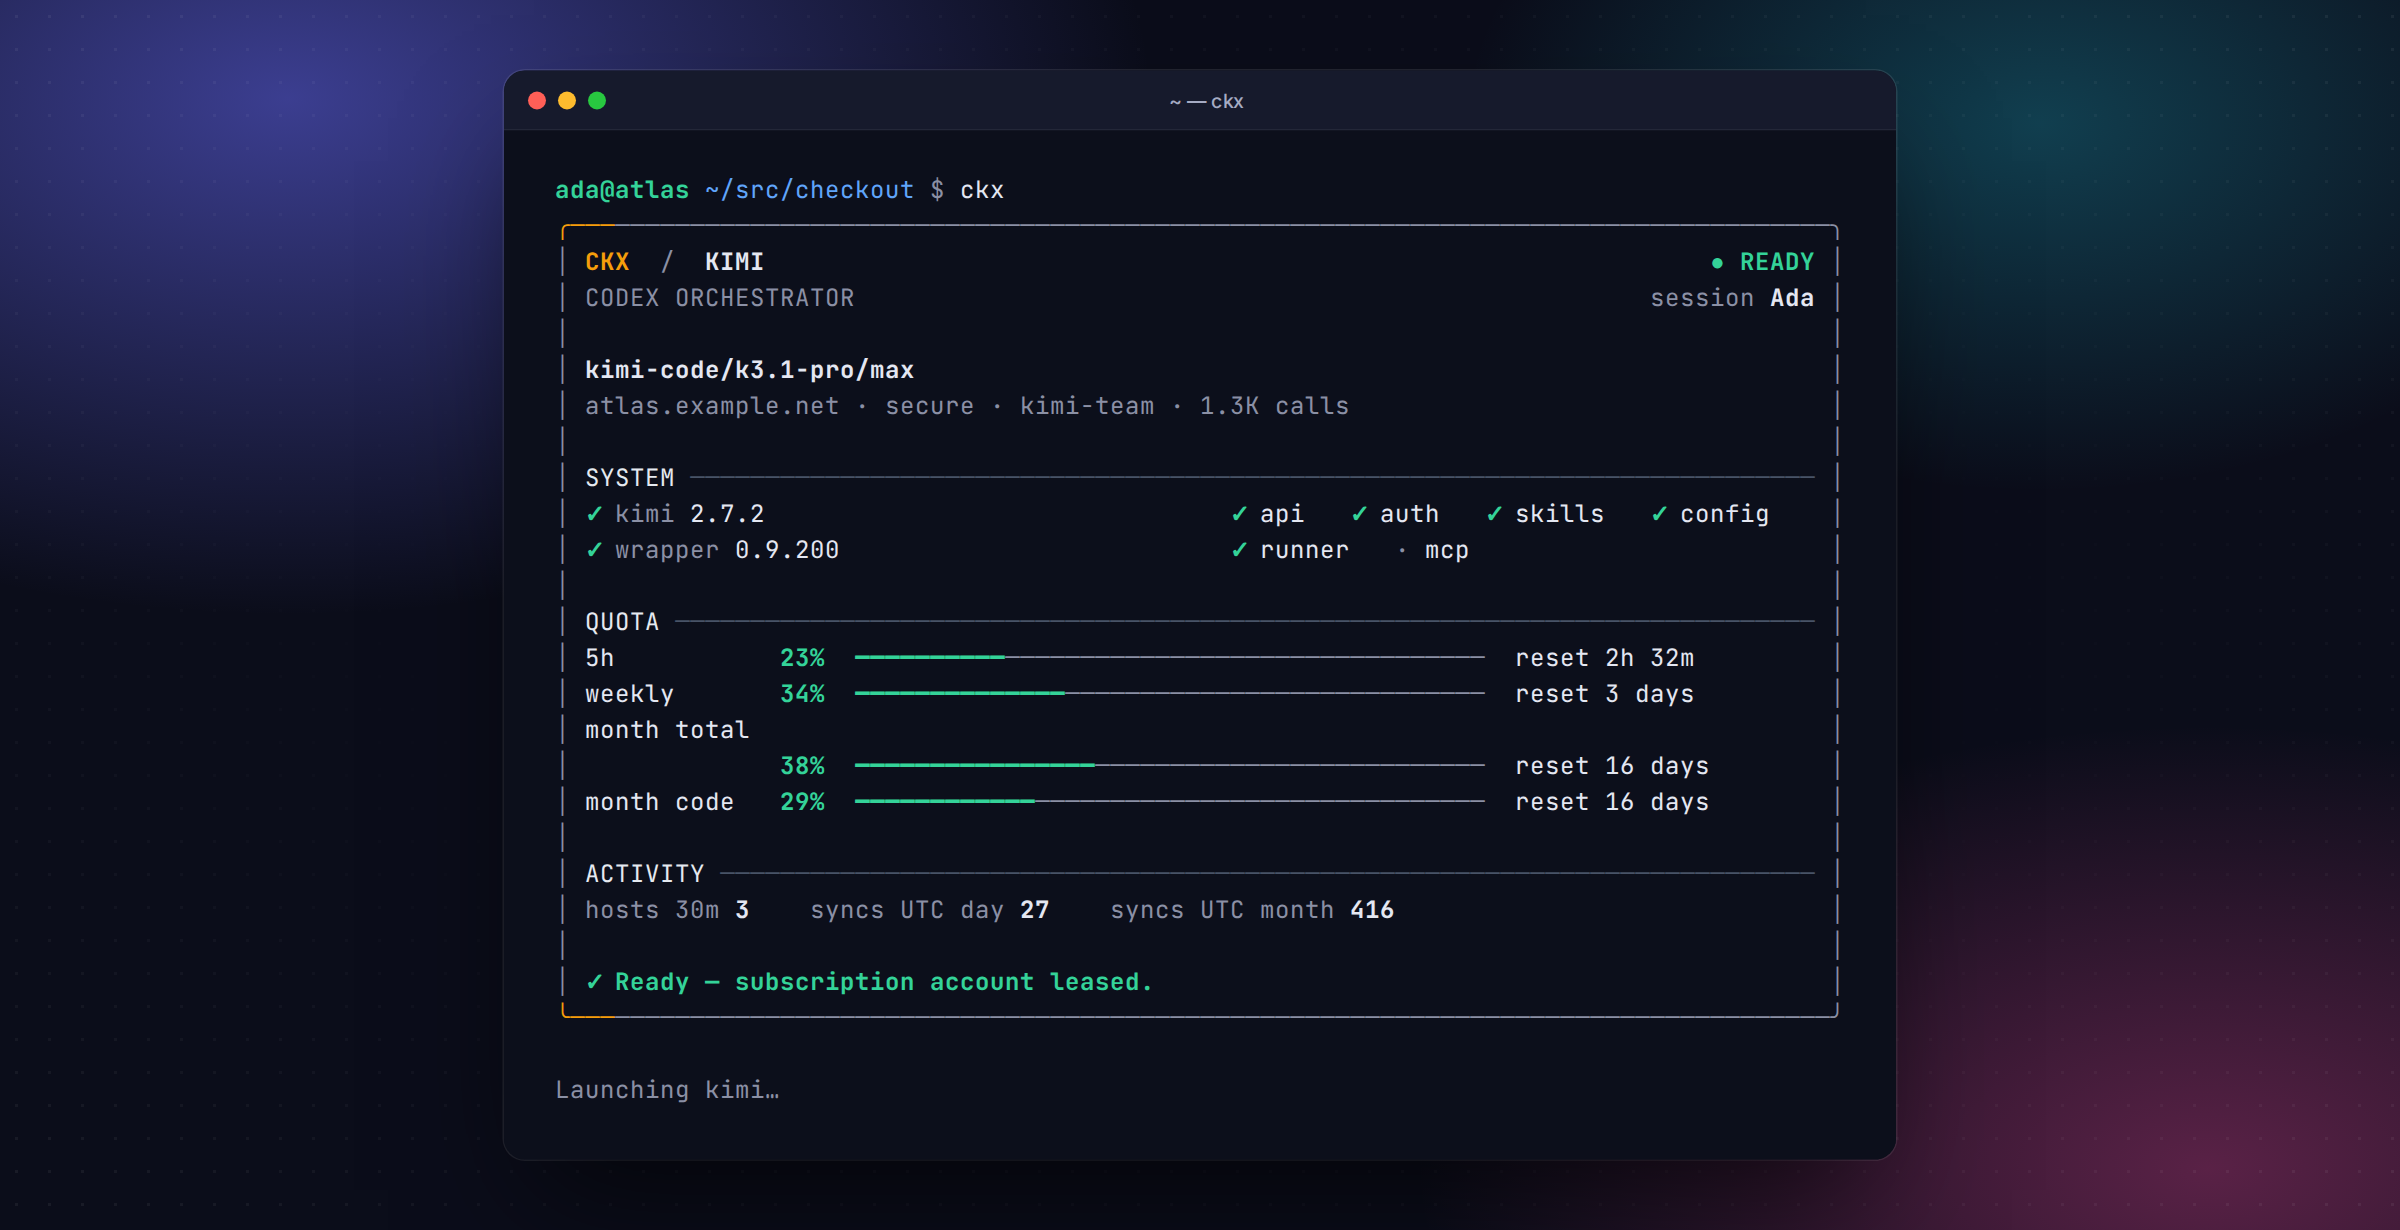 ~ — ckx
ada@atlas ~/src/checkout $ ckx
CKX / KIMI ● READY
CODEX ORCHESTRATOR session Ada
kimi-code/k3.1-pro/max
atlas.example.net · secure · kimi-team · 1.3K calls
SYSTEM
✓ kimi 2.7.2 ✓ api ✓ auth ✓ skills ✓ config
✓ wrapper 0.9.200 ✓ runner · mcp
QUOTA
5h 23% reset 2h 32m
weekly 34% reset 3 days
month total
38% reset 16 days
month code 29% reset 16 days
ACTIVITY
hosts 30m 3 syncs UTC day 27 syncs UTC month 416
✓ Ready — subscription account leased.
Launching kimi…